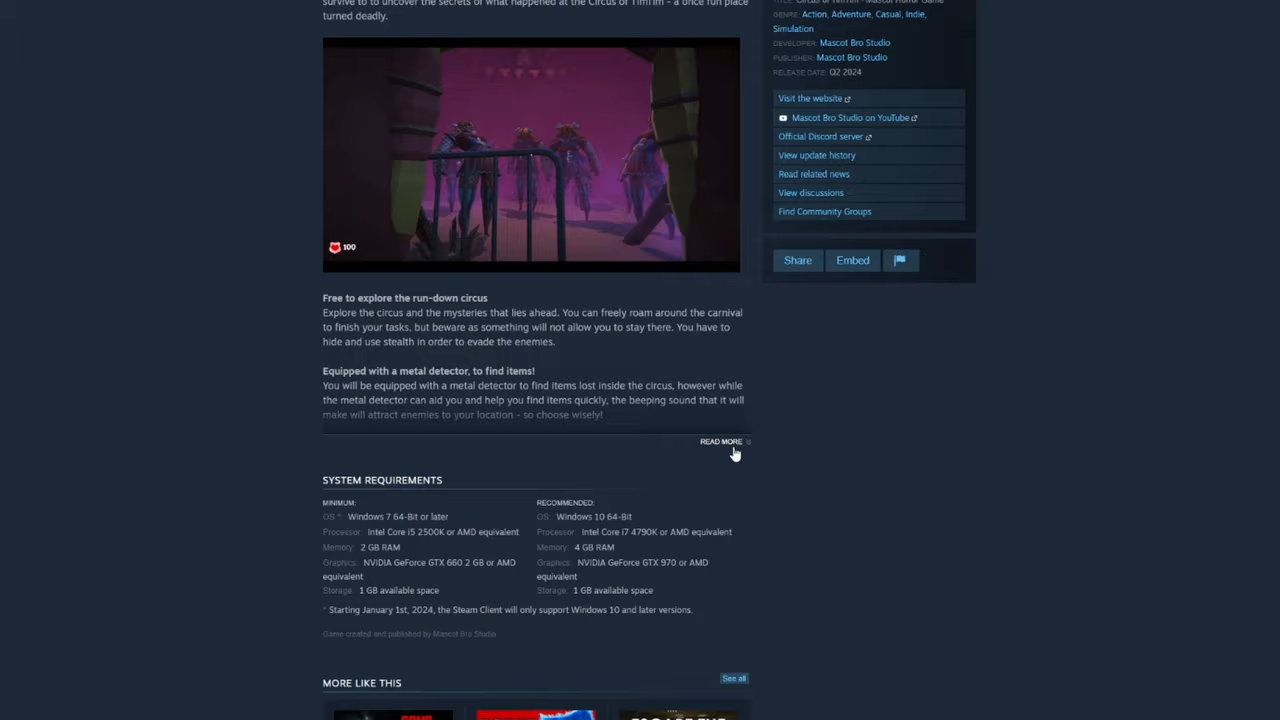 survive to to uncover the secrets of what happened at the Circus of TimTim - a once fun place
turned deadly.
100
Free to explore the run-down circus
Explore the circus and the mysteries that lies ahead. You can freely roam around the carnival
to finish your tasks, but beware as something will not allow you to stay there. You have to
hide and use stealth in order to evade the enemies.
Equipped with a metal detector, to find items!
You will be equipped with a metal detector to find items lost inside the circus, however while
the metal detector can aid you and help you find items quickly, the beeping sound that it will
make will attract enemies to your location - so choose wisely!
READ MORE
SYSTEM REQUIREMENTS
MINIMUM:
OS *: Windows 7 64-Bit or later
Processor: Intel Core i5 2500K or AMD equivalent
Memory: 2 GB RAM
Graphics: NVIDIA GeForce GTX 660 2 GB or AMD
equivalent
Storage: 1 GB available space
RECOMMENDED:
OS: Windows 10 64-Bit
Processor: Intel Core i7 4790K or AMD equivalent
Memory: 4 GB RAM
Graphics: NVIDIA GeForce GTX 970 or AMD
equivalent
Storage: 1 GB available space
* Starting January 1st, 2024, the Steam Client will only support Windows 10 and later versions.
Game created and published by Mascot Bro Studio
MORE LIKE THIS
See all
TITLE: Circus of TimTim - Mascot Horror Game
GENRE: Action, Adventure, Casual, Indie,
Simulation
DEVELOPER: Mascot Bro Studio
PUBLISHER: Mascot Bro Studio
RELEASE DATE: Q2 2024
Visit the website
Mascot Bro Studio on YouTube
Official Discord server
View update history
Read related news
View discussions
Find Community Groups
Share
Embed